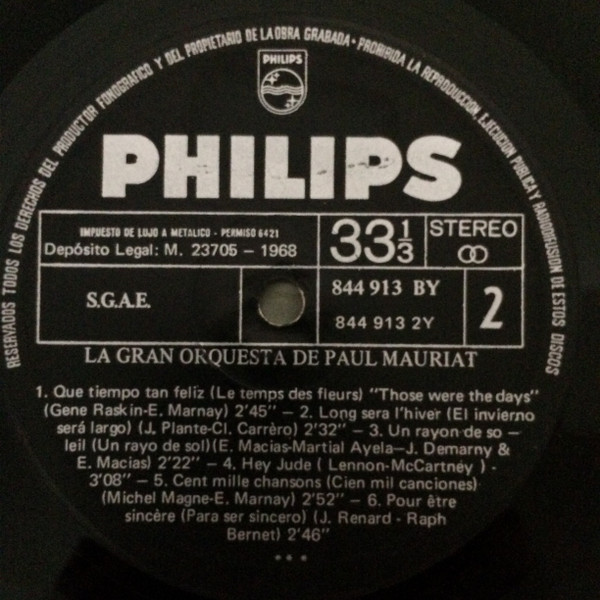 RESERVADOS TODOS LOS DERECHOS DEL PRODUCTOR FONOGRAFICO Y DEL PROPIETARIO DE LA OBRA GRABADA • PROHIBIDA LA REPRODUCCION, EJECUCION PUBLICA Y RADIODIFUSION DE ESTOS DISCOS
PHILIPS
PHILIPS
IMPUESTO DE LUJO A METALICO - PERMISO 6421
Depósito Legal: M. 23705 – 1968
33 1/3
STEREO
S.G.A.E.
844 913 BY
844 913 2Y
2
LA GRAN ORQUESTA DE PAUL MAURIAT
1. Que tiempo tan feliz (Le temps des fleurs) "Those were the days"
(Gene Raskin-E. Marnay) 2'45" – 2. Long sera l'hiver (El invierno
será largo) (J. Plante-Cl. Carrèro) 2'32" – 3. Un rayon de so –
leil (Un rayo de sol)(E. Macias-Martial Ayela–J. Demarny &
E. Macias) 2'22" – 4. Hey Jude ( Lennon-McCartney ) -
3'08" – 5. Cent mille chansons (Cien mil canciones)
(Michel Magne-E. Marnay) 2'52" – 6. Pour être
sincère (Para ser sincero) (J. Renard - Raph
Bernet) 2'46"